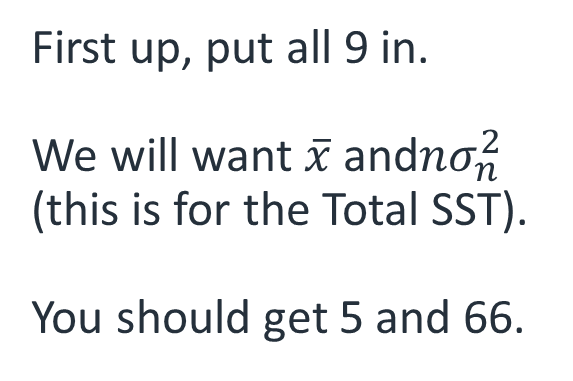 First up, put all 9 in.
We will want x̄ andnσₙ²
(this is for the Total SST).
You should get 5 and 66.